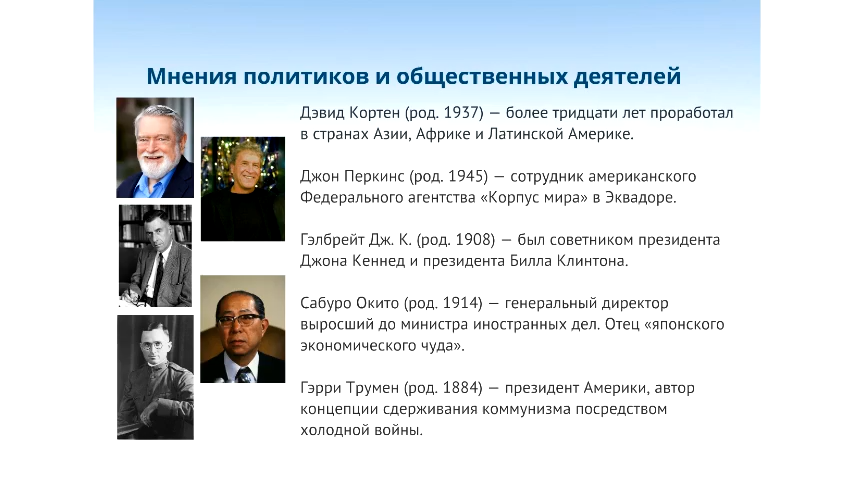 Мнения политиков и общественных деятелей
Дэвид Кортен (род. 1937) — более тридцати лет проработал
в странах Азии, Африке и Латинской Америке.
Джон Перкинс (род. 1945) — сотрудник американского
Федерального агентства «Корпус мира» в Эквадоре.
Гэлбрейт Дж. К. (род. 1908) — был советником президента
Джона Кеннед и президента Билла Клинтона.
Сабуро Окито (род. 1914) — генеральный директор
выросший до министра иностранных дел. Отец «японского
экономического чуда».
Гэрри Трумен (род. 1884) — президент Америки, автор
концепции сдерживания коммунизма посредством
холодной войны.